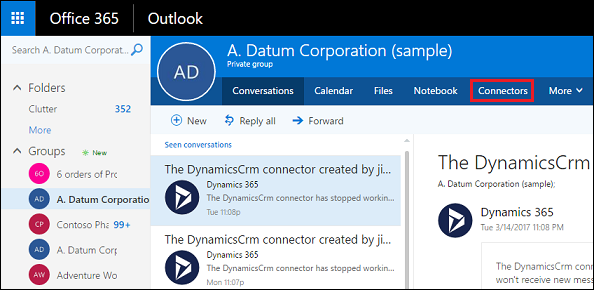 Office 365 Outlook
Search A. Datum Corporat...
A. Datum Corporation (sample)
Private group
AD
Conversations Calendar Files Notebook Connectors More
Folders
Clutter 352
More
Groups New
6O 6 orders of Pro
AD A. Datum Corporatio
CP Contoso Pha 99+
AD A. Datum Corp
AW Adventure Wo
New Reply all Forward
Seen conversations
The DynamicsCrm connector created by ji...
Dynamics 365
The DynamicsCrm connector has stopped workin...
Tue 11:08p
The DynamicsCrm connector created by ji...
Dynamics 365
The DynamicsCrm connector has stopped workin...
Mon 11:07p
The DynamicsCrm
A. Datum Corporation (sample);
Dynamics 365
Tue 3/14/2017 11:08 PM
The DynamicsCrm
won't receive new mess